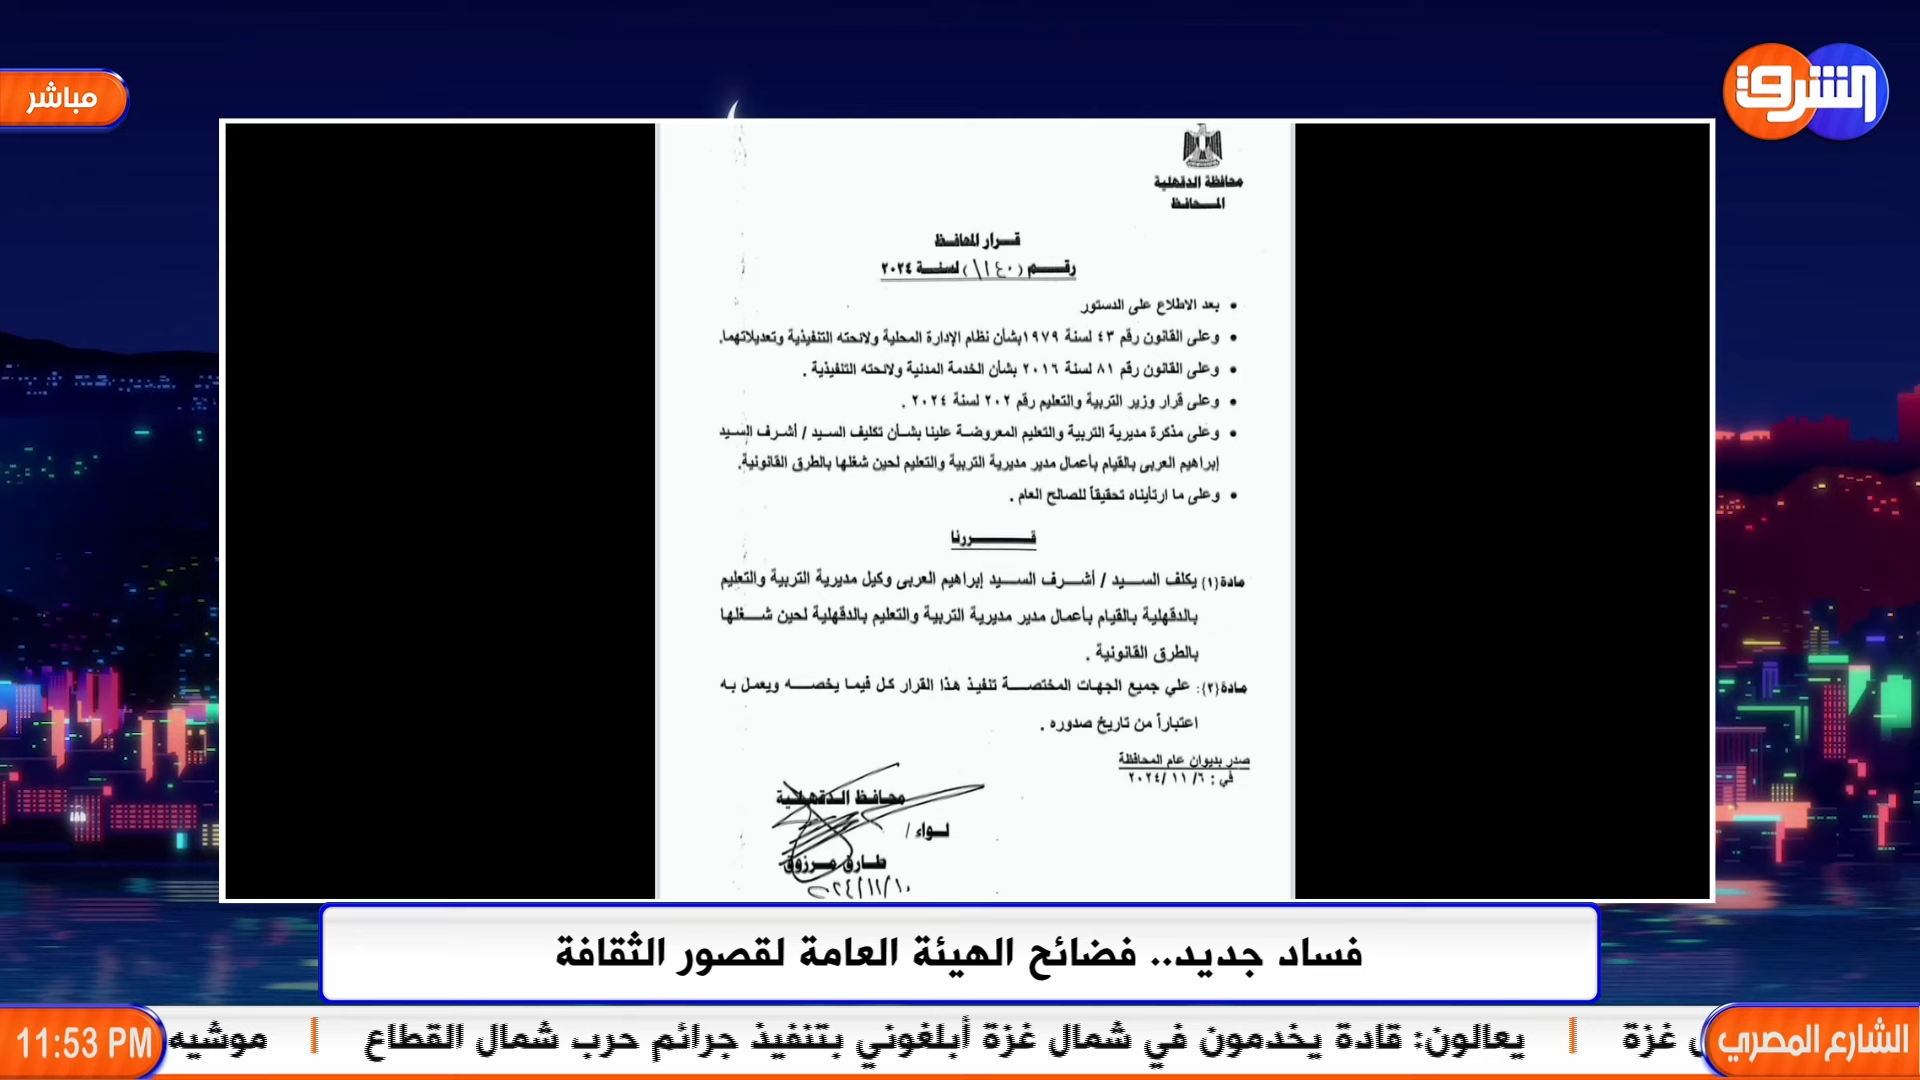 الشرق
مباشر
محافظة الدقهلية
المحافظ
قرار المحافظ
رقم (١١٤٠) لسنة ٢٠٢٤
• بعد الاطلاع على الدستور
• وعلى القانون رقم ٤٣ لسنة ١٩٧٩بشأن نظام الإدارة المحلية ولائحته التنفيذية وتعديلاتهما.
• وعلى القانون رقم ٨١ لسنة ٢٠١٦ بشأن الخدمة المدنية ولائحته التنفيذية .
• وعلى قرار وزير التربية والتعليم رقم ٢٠٢ لسنة ٢٠٢٤ .
• وعلى مذكرة مديرية التربية والتعليم المعروضة علينا بشأن تكليف السيد / أشرف السيد
إبراهيم العربى بالقيام بأعمال مدير مديرية التربية والتعليم لحين شغلها بالطرق القانونية.
• وعلى ما ارتأيناه تحقيقاً للصالح العام .
قررنا
مادة(١) يكلف السيد / أشرف السيد إبراهيم العربى وكيل مديرية التربية والتعليم
بالدقهلية بالقيام بأعمال مدير مديرية التربية والتعليم بالدقهلية لحين شغلها
بالطرق القانونية .
مادة(٢): علي جميع الجهات المختصة تنفيذ هذا القرار كل فيما يخصه ويعمل به
اعتباراً من تاريخ صدوره .
صدر بديوان عام المحافظة
في : ٦/ ١١ /٢٠٢٤
محافظ الدقهلية
لواء /
طارق مرزوق
٢٠٢٤/١١/١٠
فساد جديد.. فضائح الهيئة العامة لقصور الثقافة
الشارع المصري
غزة | يعالون: قادة يخدمون في شمال غزة أبلغوني بتنفيذ جرائم حرب شمال القطاع | موشيه
11:53 PM